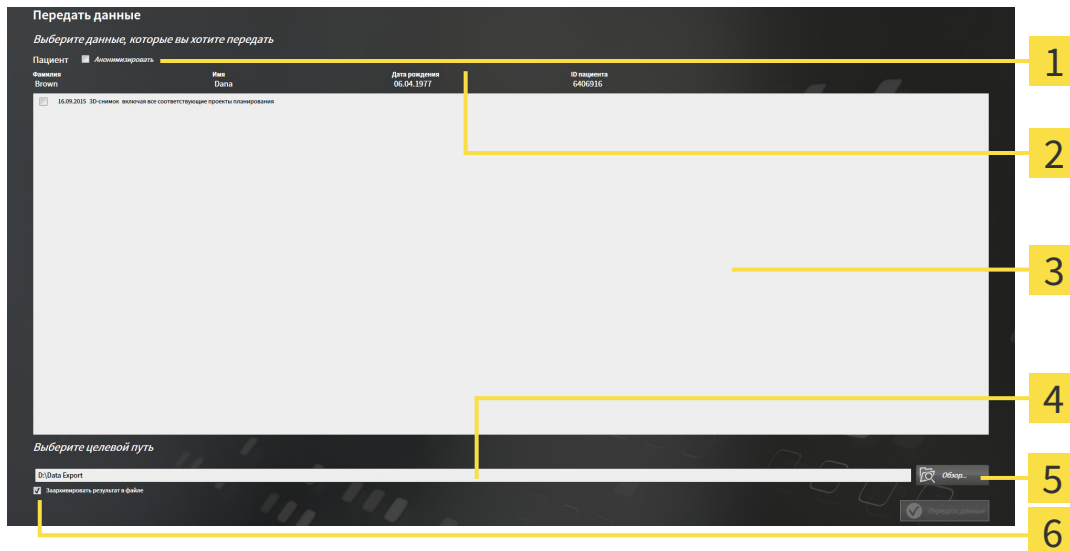 Передать данные
Выберите данные, которые вы хотите передать
Пациент Анонимизировать
1
Фамилия Имя Дата рождения ID пациента
Brown Dana 06.04.1977 6406916
16.09.2015 3D-снимок включая все соответствующие проекты планирования
2
3
4
Выберите целевой путь
D:\Data Export Обзор...
5
Заархивировать результат в файле
Передать данные
6